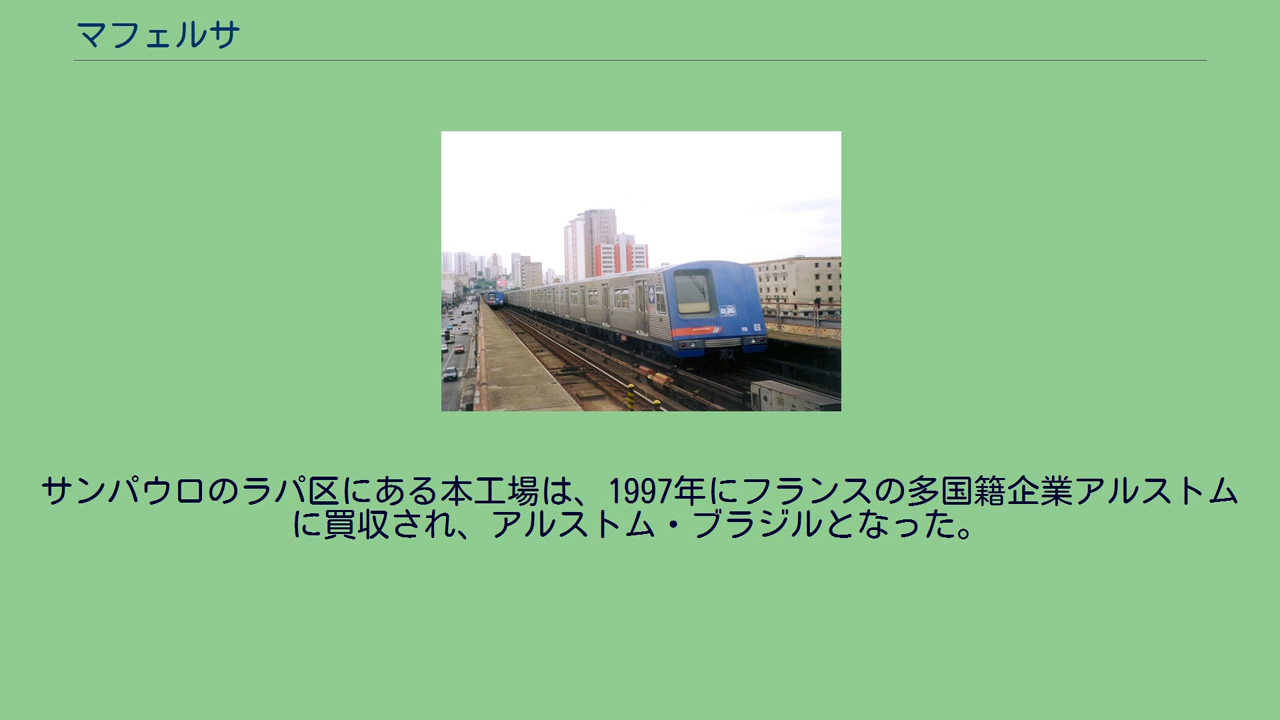 マフェルサ
サンパウロのラパ区にある本工場は、1997年にフランスの多国籍企業アルストム
に買収され、アルストム・ブラジルとなった。